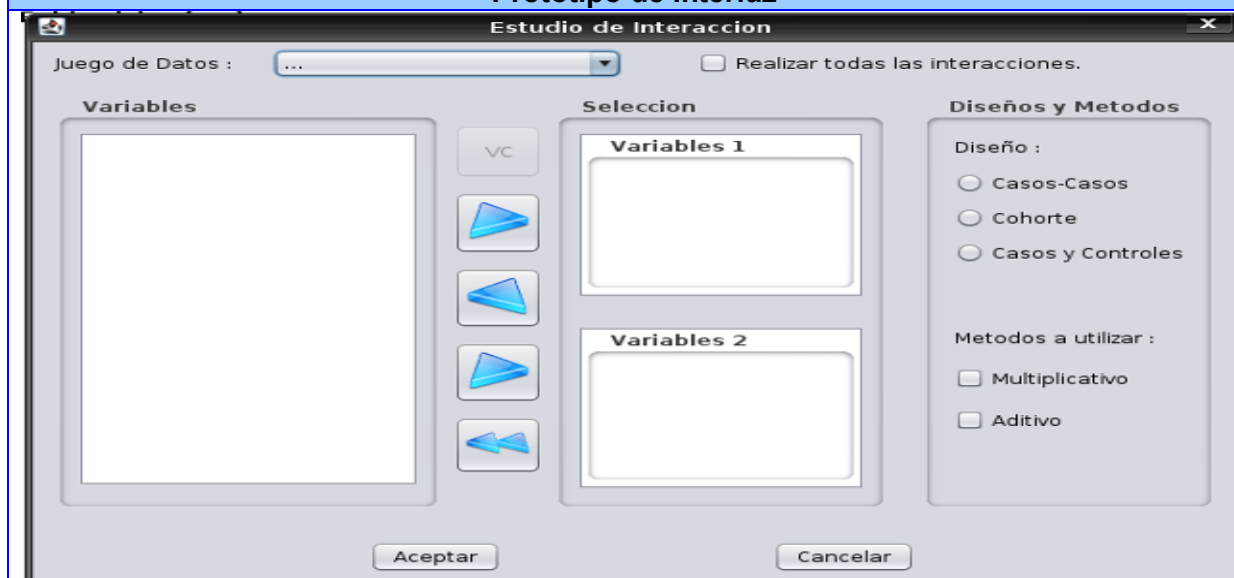 Prototipo de Interfaz
Estudio de Interaccion
Juego de Datos : ... Realizar todas las interacciones.
Variables Seleccion Diseños y Metodos
VC Variables 1 Diseño :
Casos-Casos
Cohorte
Casos y Controles
Variables 2 Metodos a utilizar :
Multiplicativo
Aditivo
Aceptar Cancelar